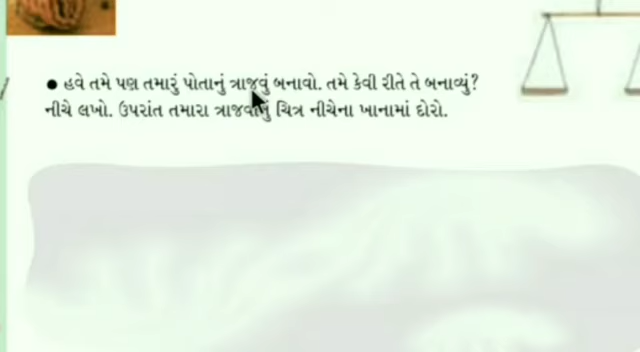 ● હવે તમે પણ તમારું પોતાનું ત્રાજવું બનાવો. તમે કેવી રીતે તે બનાવ્યું?
નીચે લખો. ઉપરાંત તમારા ત્રાજવાનું ચિત્ર નીચેના ખાનામાં દોરો.